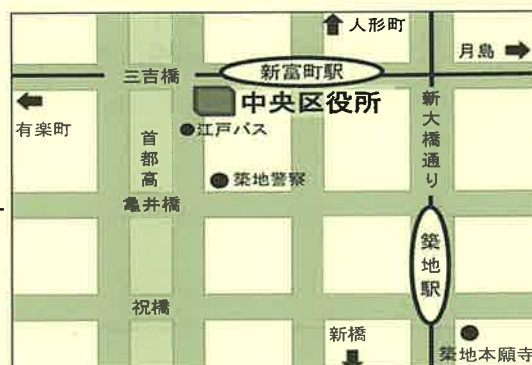 人形町
月島
三吉橋
新富町駅
中央区役所
有楽町
江戸バス
首都高
新大橋通り
築地警察
亀井橋
築地駅
祝橋
新橋
築地本願寺